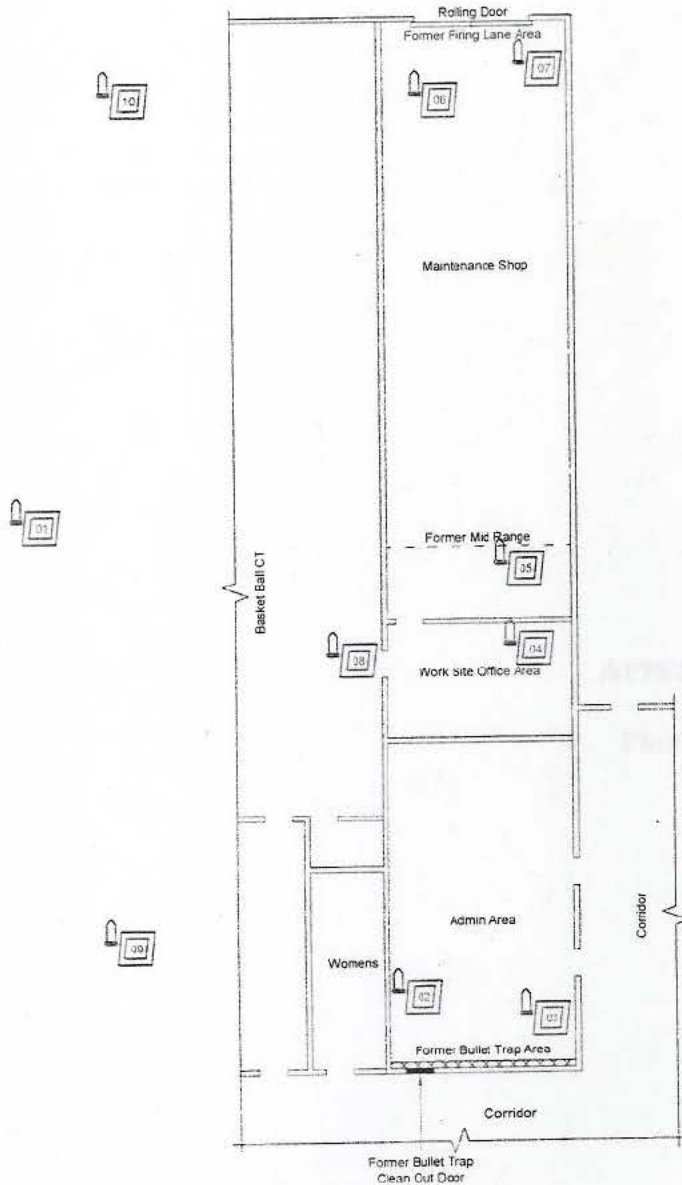 Rolling Door
Former Firing Lane Area
07
10
06
Maintenance Shop
01
Former Mid Range
05
Basket Ball CT
08
04
Work Site Office Area
Corridor
Admin Area
09
Womens
02
03
Former Bullet Trap Area
Corridor
Former Bullet Trap
Clean Out Door